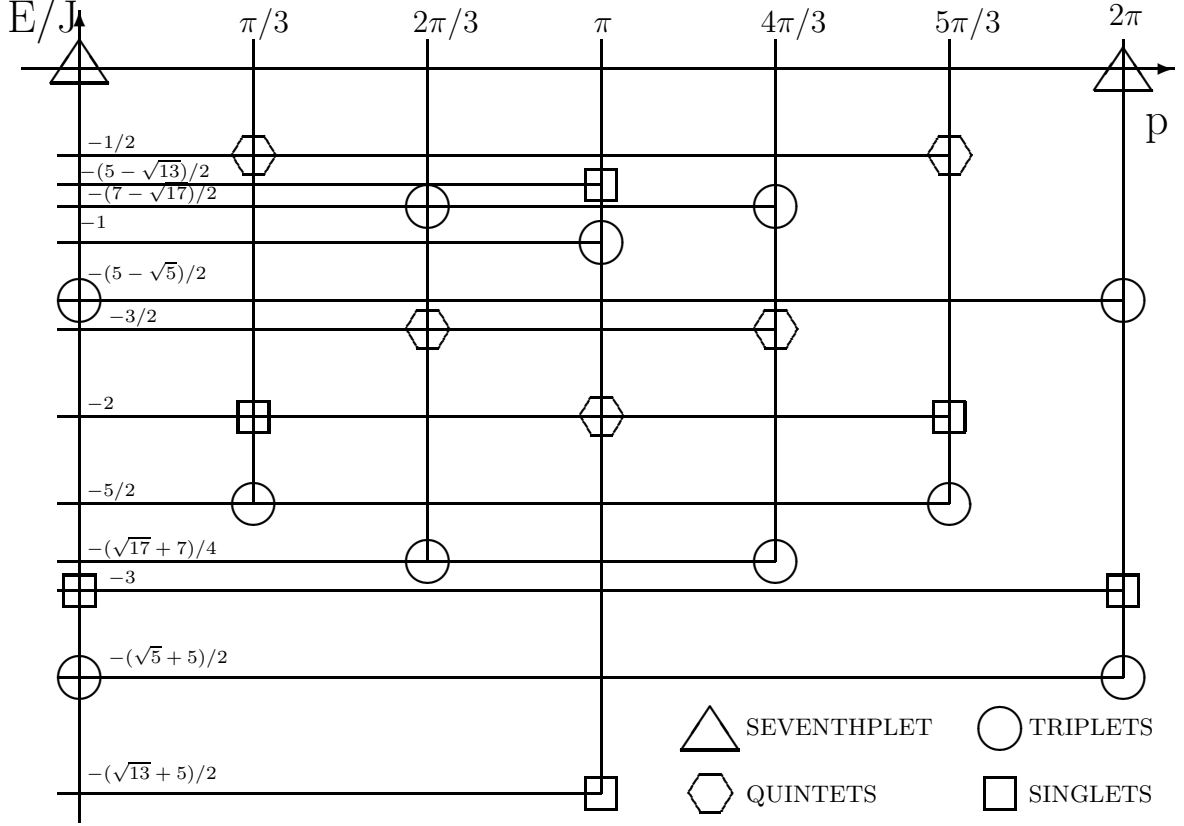 E/J
π/3
2π/3
π
4π/3
5π/3
2π
p
−1/2
−(5 − √13)/2
−(7 − √17)/2
−1
−(5 − √5)/2
−3/2
−2
−5/2
−(√17 + 7)/4
−3
−(√5 + 5)/2
−(√13 + 5)/2
SEVENTHPLET
TRIPLETS
QUINTETS
SINGLETS